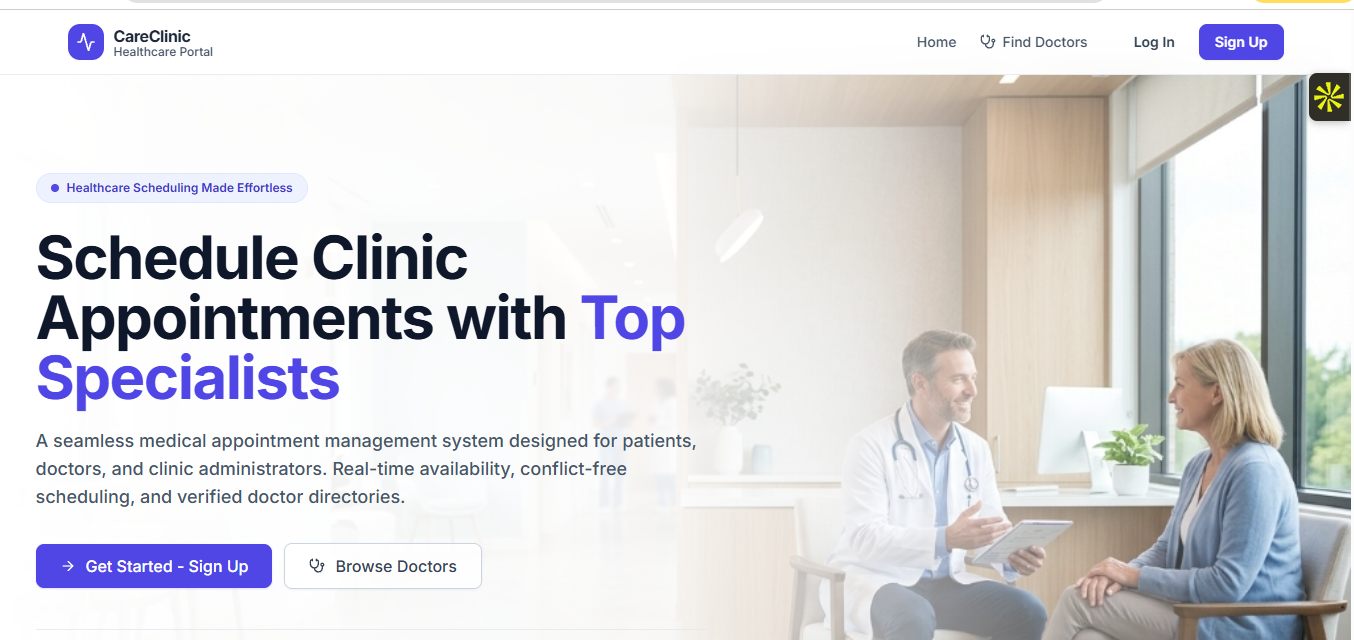 CareClinic
Healthcare Portal
Home
Find Doctors
Log In
Sign Up
Healthcare Scheduling Made Effortless
Schedule Clinic
Appointments with Top
Specialists
A seamless medical appointment management system designed for patients,
doctors, and clinic administrators. Real-time availability, conflict-free
scheduling, and verified doctor directories.
Get Started - Sign Up
Browse Doctors